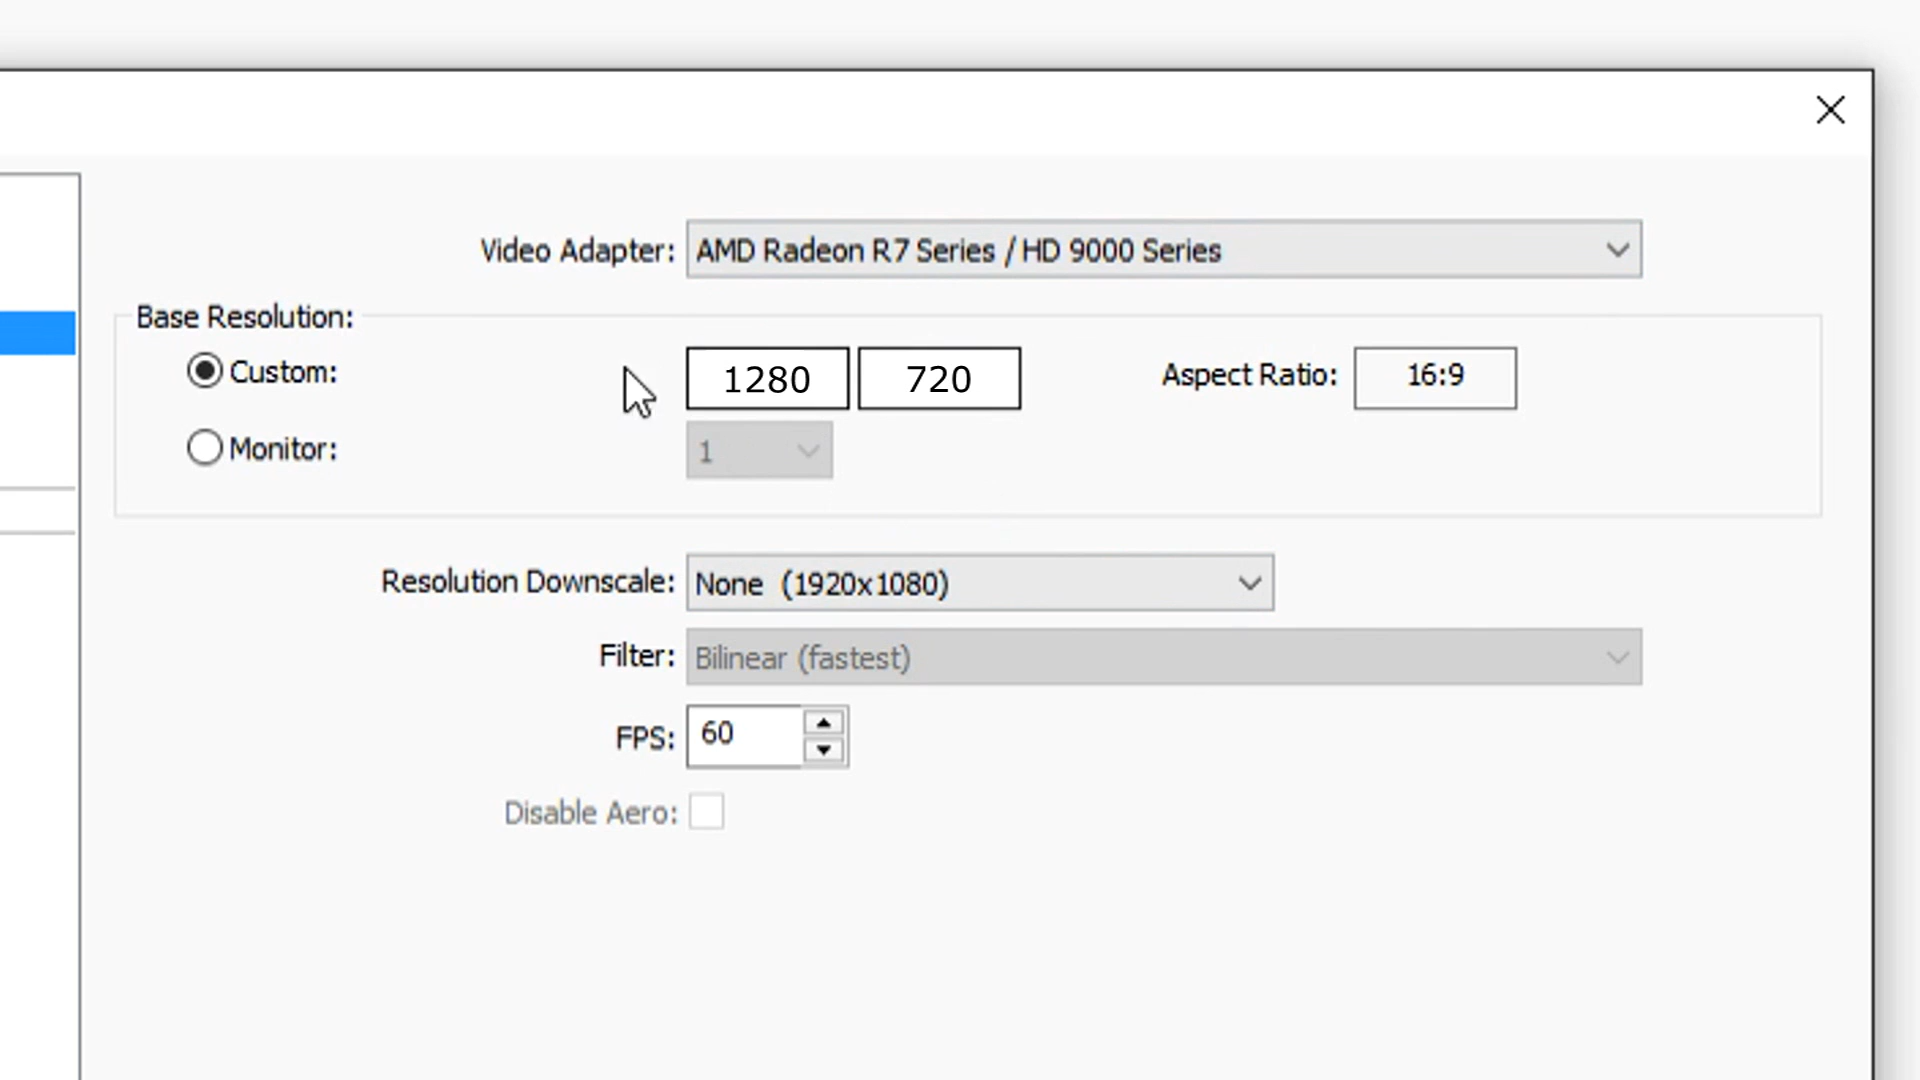 Video Adapter: AMD Radeon R7 Series / HD 9000 Series
Base Resolution:
Custom: 1280 720 Aspect Ratio: 16:9
Monitor: 1
Resolution Downscale: None (1920x1080)
Filter: Bilinear (fastest)
FPS: 60
Disable Aero: